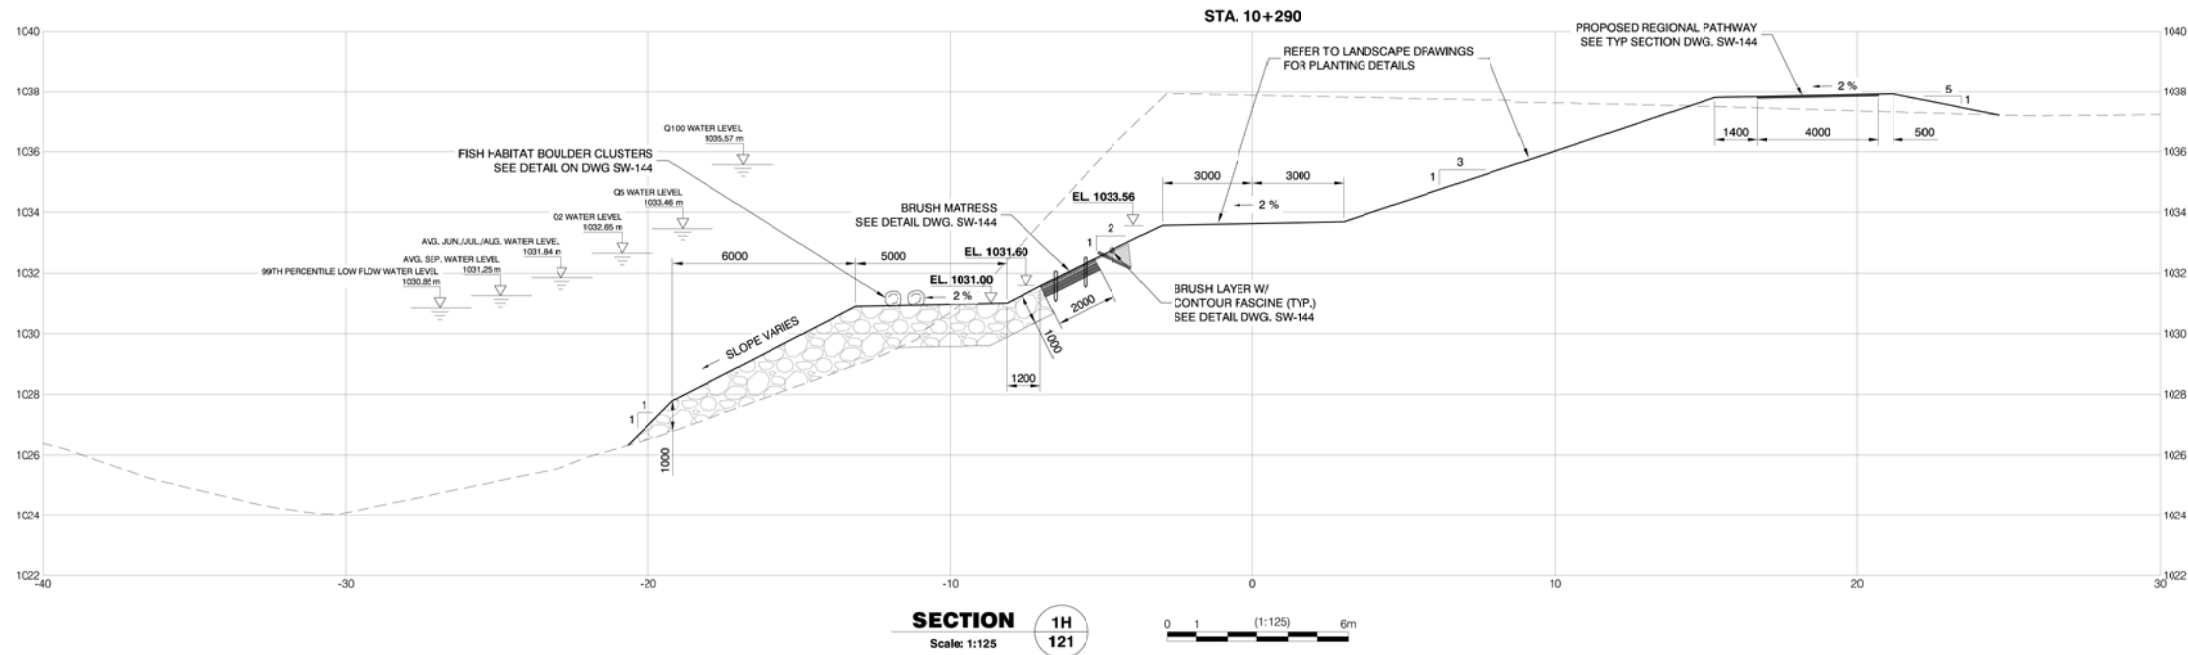 STA. 10+290
PROPOSED REGIONAL PATHWAY
SEE TYP SECTION DWG. SW-144
REFER TO LANDSCAPE DRAWINGS
FOR PLANTING DETAILS
1040
1040
1038
1038
2 %
5
1
1400
4000
500
Q100 WATER LEVEL
1035.57 m
1036
1036
FISH HABITAT BOULDER CLUSTERS
SEE DETAIL ON DWG SW-144
3
1
3000
3000
Q5 WATER LEVEL
1033.46 m
EL. 1033.56
2 %
BRUSH MATRESS
SEE DETAIL DWG. SW-144
1034
1034
Q2 WATER LEVEL
1032.65 m
2
1
AVG. JUN./JUL./AUG. WATER LEVEL
1031.84 m
6000
5000
EL. 1031.60
AVG. SEP. WATER LEVEL
1031.25 m
99TH PERCENTILE LOW FLOW WATER LEVEL
1030.85 m
1032
1032
EL. 1031.00
2 %
2000
BRUSH LAYER W/
CONTOUR FASCINE (TYP.)
SEE DETAIL DWG. SW-144
SLOPE VARIES
1000
1030
1030
1200
1028
1028
1
1
1000
1026
1026
1024
1024
1022
1022
-40
-30
-20
-10
0
10
20
30
SECTION
Scale: 1:125
1H
121
0 1 (1:125) 6m